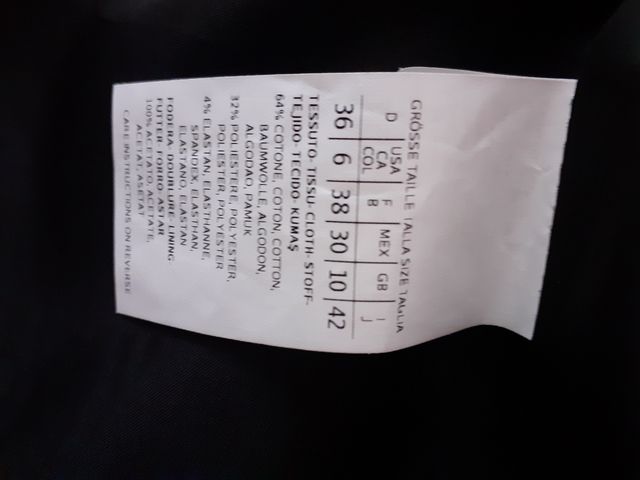 GRÖSSE TAILLE TALLA SIZE TAGLIA
D | USA CA COL | F B | MEX | GB | I J
36 | 6 | 38 | 30 | 10 | 42
TESSUTO- TISSU- CLOTH- STOFF-
TEJIDO- TECIDO- KUMAŞ
64% COTONE, COTON, COTTON,
BAUMWOLLE, ALGODON,
ALGODAO, PAMUK
32% POLIESTERE, POLYESTER,
POLIESTER, POLYESTER
4% ELASTAN, ELASTHANNE,
SPANDEX, ELASTHAN,
ELASTANO, ELASTAN
FODERA- DOUBLURE- LINING-
FUTTER- FORRO- ASTAR
100% ACETATO, ACETATE,
ACETAT, ASETAT
CARE INSTRUCTIONS ON REVERSE